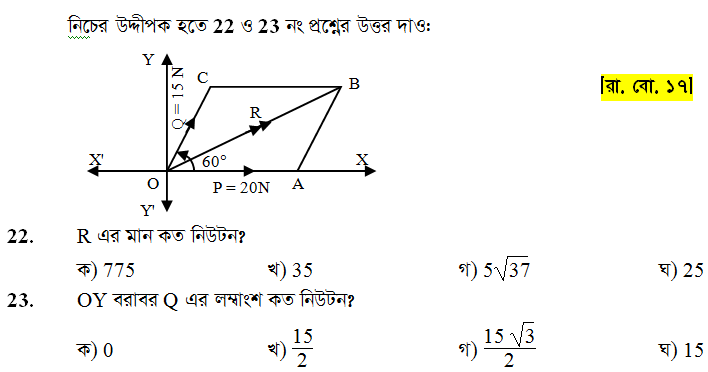 নিচের উদ্দীপক হতে 22 ও 23 নং প্রশ্নের উত্তর দাও:
[রা. বো. ১৭]
Y
C
B
Q = 15 N
R
X'
60°
X
O
P = 20N
A
Y'
22. R এর মান কত নিউটন?
ক) 775 খ) 35 গ) 5√37 ঘ) 25
23. OY বরাবর Q এর লম্বাংশ কত নিউটন?
ক) 0 খ) 15/2 গ) 15 √3/2 ঘ) 15